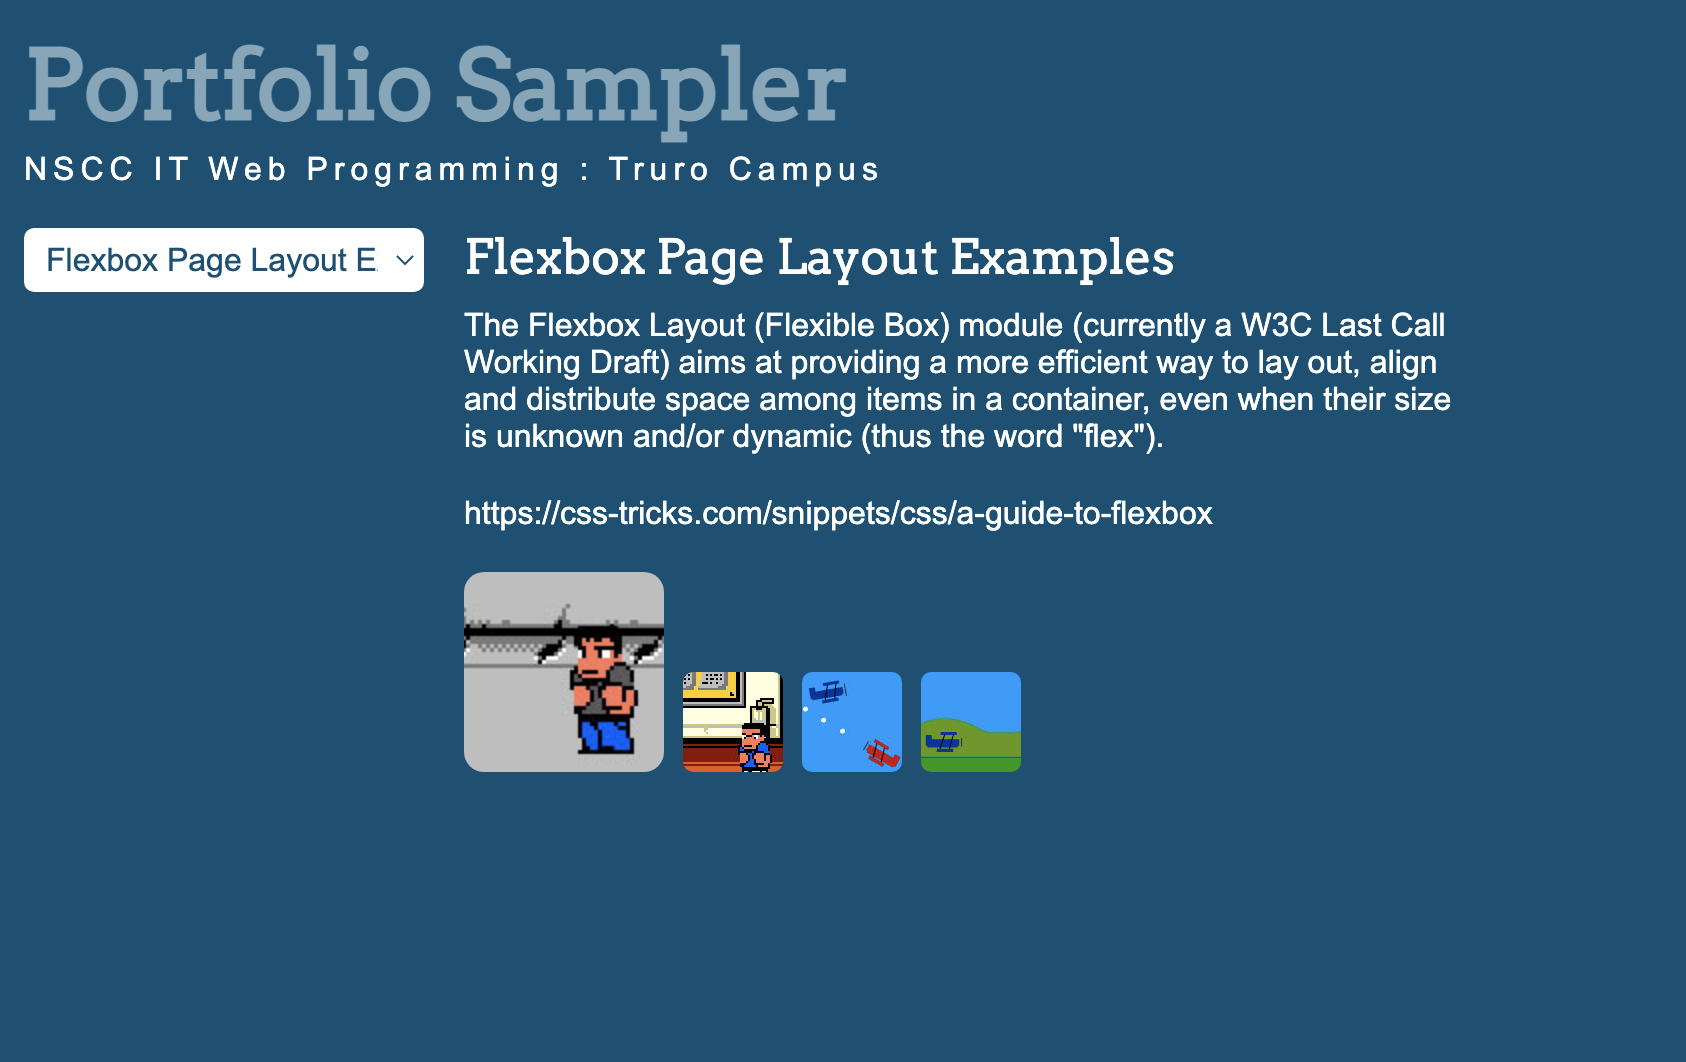 Portfolio Sampler
NSCC IT Web Programming : Truro Campus
Flexbox Page Layout E
Flexbox Page Layout Examples
The Flexbox Layout (Flexible Box) module (currently a W3C Last Call
Working Draft) aims at providing a more efficient way to lay out, align
and distribute space among items in a container, even when their size
is unknown and/or dynamic (thus the word "flex").
https://css-tricks.com/snippets/css/a-guide-to-flexbox